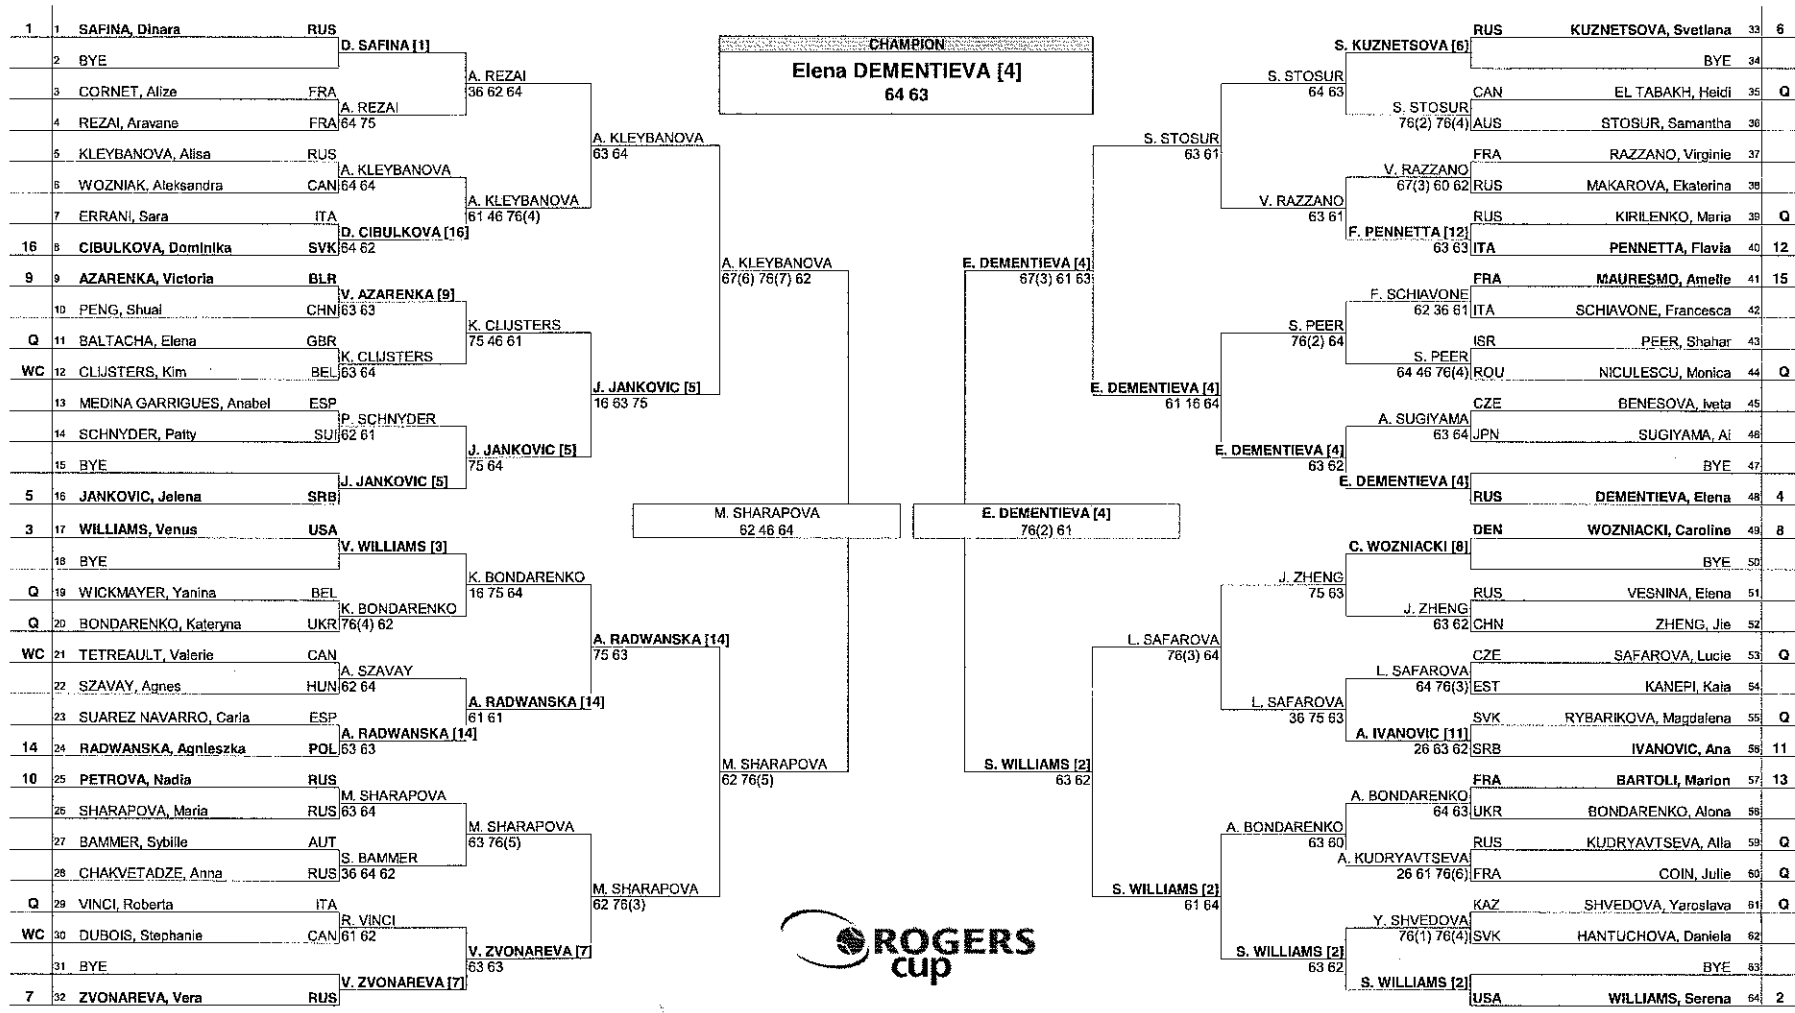 1 1 SAFINA, Dinara RUS
D. SAFINA [1]
2 BYE
A. REZAI
36 62 64
3 CORNET, Alize FRA
A. REZAI
64 75
4 REZAI, Aravane FRA
A. KLEYBANOVA
63 64
5 KLEYBANOVA, Alisa RUS
A. KLEYBANOVA
64 64
6 WOZNIAK, Aleksandra CAN
A. KLEYBANOVA
61 46 76(4)
7 ERRANI, Sara ITA
D. CIBULKOVA [16]
64 62
16 8 CIBULKOVA, Dominika SVK
A. KLEYBANOVA
67(6) 76(7) 62
9 9 AZARENKA, Victoria BLR
V. AZARENKA [9]
63 63
10 PENG, Shuai CHN
K. CLIJSTERS
75 46 61
Q 11 BALTACHA, Elena GBR
K. CLIJSTERS
63 64
WC 12 CLIJSTERS, Kim BEL
J. JANKOVIC [5]
16 63 75
13 MEDINA GARRIGUES, Anabel ESP
P. SCHNYDER
62 61
14 SCHNYDER, Patty SUI
J. JANKOVIC [5]
75 64
15 BYE
J. JANKOVIC [5]
5 16 JANKOVIC, Jelena SRB
M. SHARAPOVA
62 46 64
3 17 WILLIAMS, Venus USA
V. WILLIAMS [3]
18 BYE
K. BONDARENKO
16 75 64
Q 19 WICKMAYER, Yanina BEL
K. BONDARENKO
76(4) 62
Q 20 BONDARENKO, Kateryna UKR
A. RADWANSKA [14]
75 63
WC 21 TETREAULT, Valerie CAN
A. SZAVAY
62 64
22 SZAVAY, Agnes HUN
A. RADWANSKA [14]
61 61
23 SUAREZ NAVARRO, Carla ESP
A. RADWANSKA [14]
63 63
14 24 RADWANSKA, Agnieszka POL
M. SHARAPOVA
62 76(5)
10 25 PETROVA, Nadia RUS
M. SHARAPOVA
63 64
26 SHARAPOVA, Maria RUS
M. SHARAPOVA
63 76(5)
27 BAMMER, Sybille AUT
S. BAMMER
36 64 62
28 CHAKVETADZE, Anna RUS
M. SHARAPOVA
62 76(3)
Q 29 VINCI, Roberta ITA
R. VINCI
61 62
WC 30 DUBOIS, Stephanie CAN
V. ZVONAREVA [7]
63 63
31 BYE
V. ZVONAREVA [7]
7 32 ZVONAREVA, Vera RUS
CHAMPION
Elena DEMENTIEVA [4]
64 63
RUS KUZNETSOVA, Svetlana 33 6
S. KUZNETSOVA [6]
BYE 34
S. STOSUR
64 63
CAN EL TABAKH, Heidi 35 Q
S. STOSUR
76(2) 76(4)
AUS STOSUR, Samantha 36
S. STOSUR
63 61
FRA RAZZANO, Virginie 37
V. RAZZANO
67(3) 60 62
RUS MAKAROVA, Ekaterina 38
V. RAZZANO
63 61
RUS KIRILENKO, Maria 39 Q
F. PENNETTA [12]
63 63
ITA PENNETTA, Flavia 40 12
E. DEMENTIEVA [4]
67(3) 61 63
FRA MAURESMO, Amelie 41 15
F. SCHIAVONE
62 36 61
ITA SCHIAVONE, Francesca 42
S. PEER
76(2) 64
ISR PEER, Shahar 43
S. PEER
64 46 76(4)
ROU NICULESCU, Monica 44 Q
E. DEMENTIEVA [4]
61 16 64
CZE BENESOVA, Iveta 45
A. SUGIYAMA
63 64
JPN SUGIYAMA, Ai 46
E. DEMENTIEVA [4]
63 62
BYE 47
E. DEMENTIEVA [4]
RUS DEMENTIEVA, Elena 48 4
E. DEMENTIEVA [4]
76(2) 61
DEN WOZNIACKI, Caroline 49 8
C. WOZNIACKI [8]
BYE 50
J. ZHENG
75 63
RUS VESNINA, Elena 51
J. ZHENG
63 62
CHN ZHENG, Jie 52
L. SAFAROVA
76(3) 64
CZE SAFAROVA, Lucie 53 Q
L. SAFAROVA
64 76(3)
EST KANEPI, Kaia 54
L. SAFAROVA
36 75 63
SVK RYBARIKOVA, Magdalena 55 Q
A. IVANOVIC [11]
26 63 62
SRB IVANOVIC, Ana 56 11
S. WILLIAMS [2]
63 62
FRA BARTOLI, Marion 57 13
A. BONDARENKO
64 63
UKR BONDARENKO, Alona 58
A. BONDARENKO
63 60
RUS KUDRYAVTSEVA, Alla 59 Q
A. KUDRYAVTSEVA
26 61 76(6)
FRA COIN, Julie 60 Q
S. WILLIAMS [2]
61 64
KAZ SHVEDOVA, Yaroslava 61 Q
Y. SHVEDOVA
76(1) 76(4)
SVK HANTUCHOVA, Daniela 62
S. WILLIAMS [2]
63 62
BYE 63
S. WILLIAMS [2]
USA WILLIAMS, Serena 64 2
ROGERS
cup